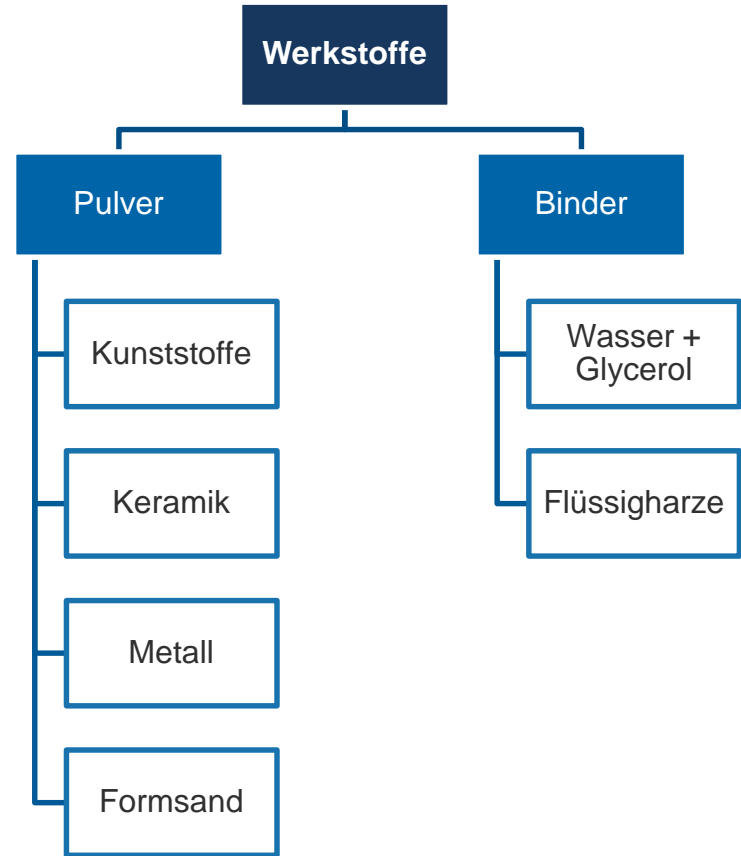 Werkstoffe
Pulver
Binder
Kunststoffe
Wasser +
Glycerol
Keramik
Flüssigharze
Metall
Formsand